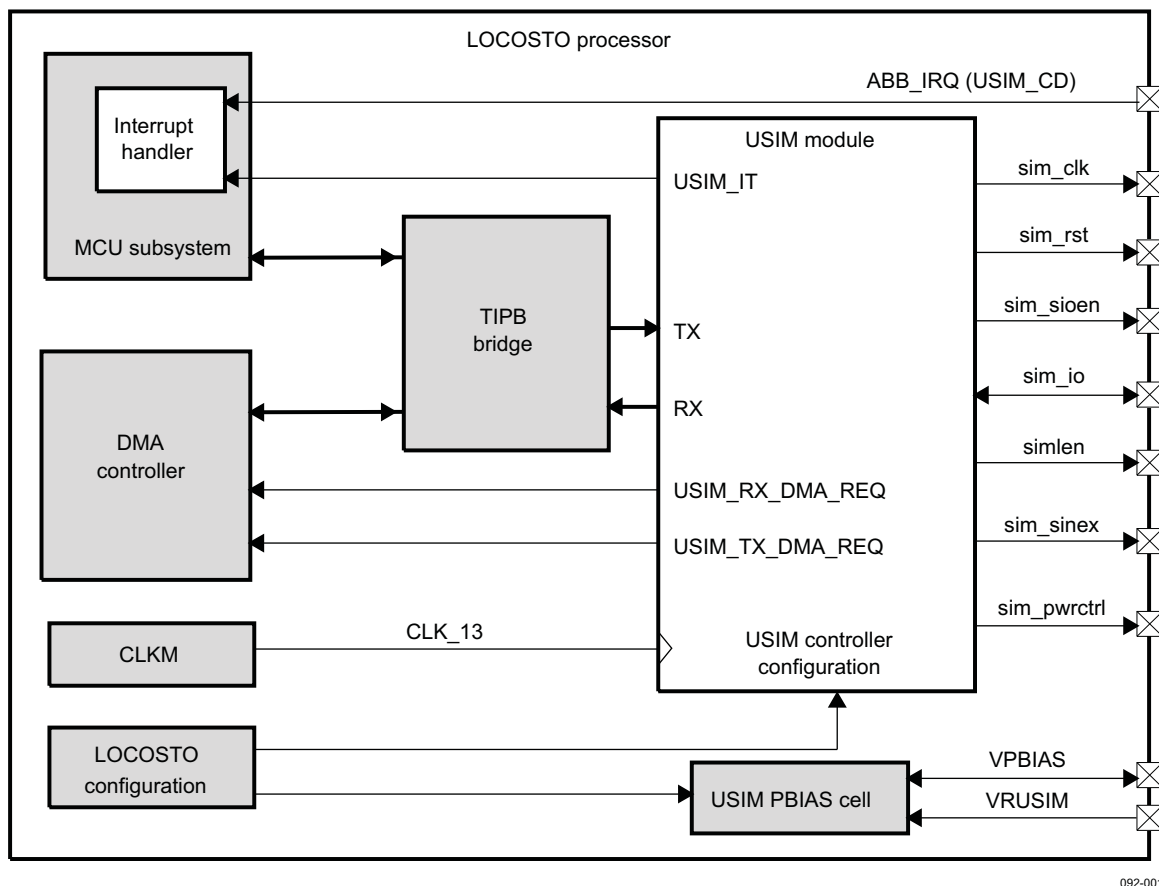 LOCOSTO processor
ABB_IRQ (USIM_CD)
Interrupt
handler
MCU subsystem
USIM module
USIM_IT
sim_clk
sim_rst
sim_sioen
TIPB
bridge
TX
RX
sim_io
simlen
DMA
controller
USIM_RX_DMA_REQ
USIM_TX_DMA_REQ
sim_sinex
sim_pwrctrl
CLKM
CLK_13
USIM controller
configuration
LOCOSTO
configuration
USIM PBIAS cell
VPBIAS
VRUSIM